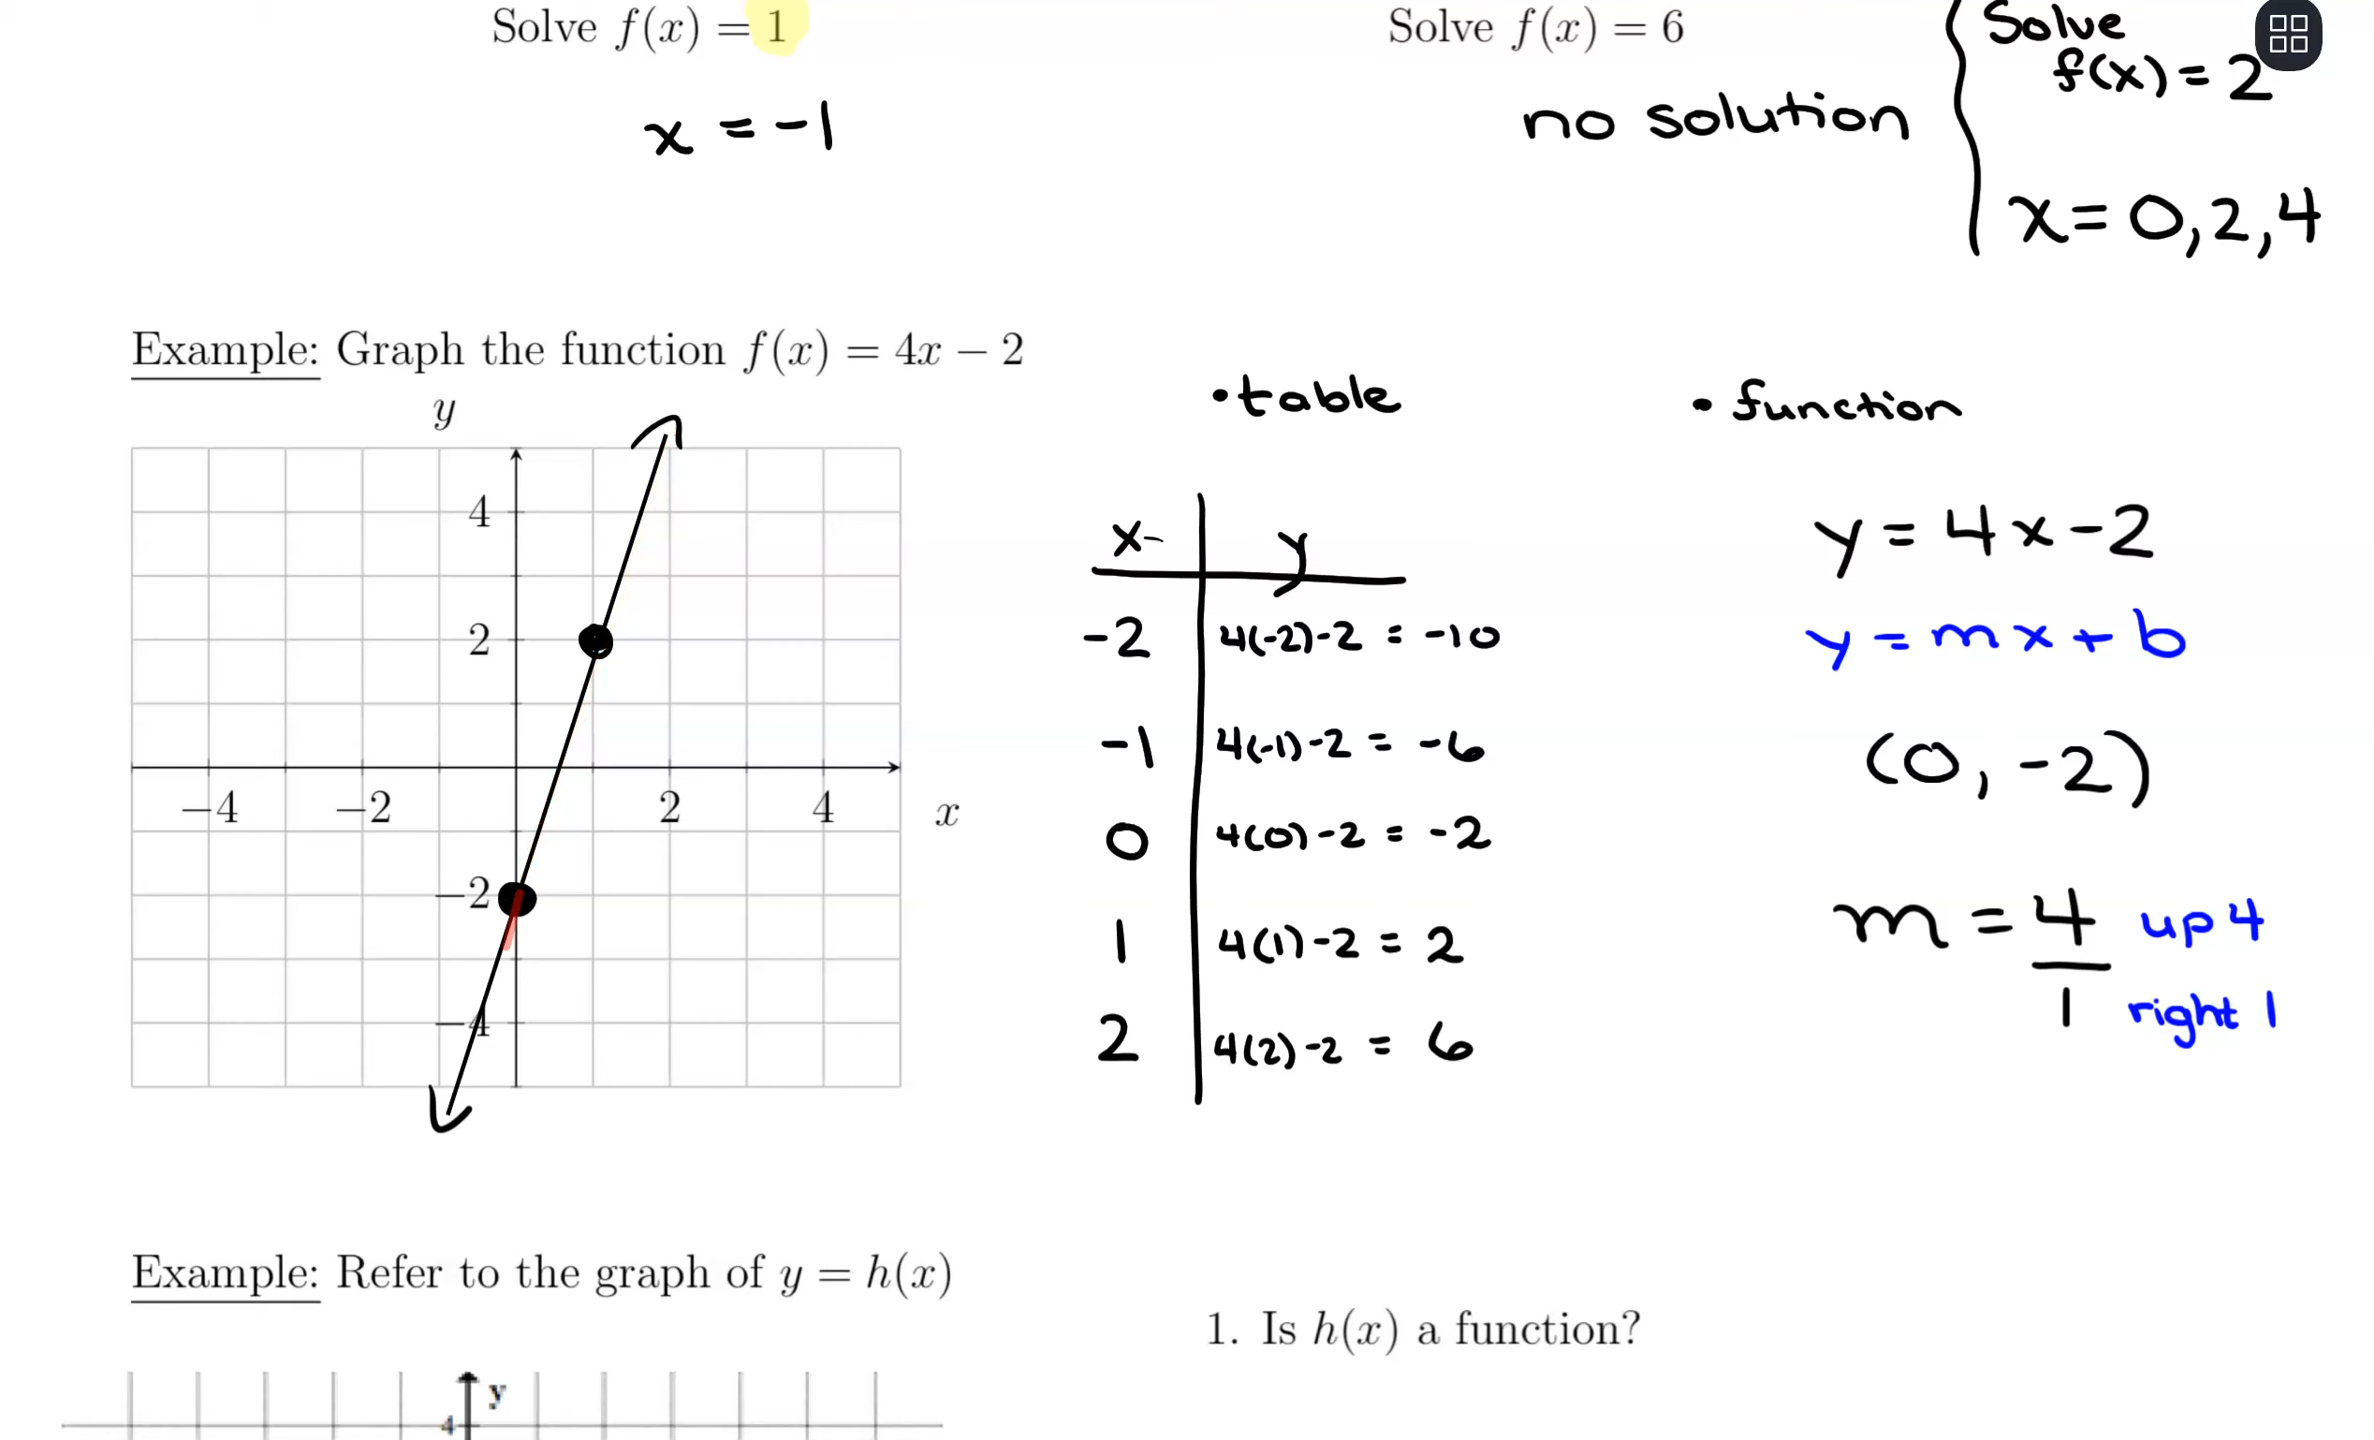 Solve f(x) = 1
x = -1
Solve f(x) = 6
no solution
Solve
f(x) = 2
x = 0,2,4
Example: Graph the function f(x) = 4x − 2
y
4
2
−4 −2 2 4 x
−2
−4
• table
x y
-2 4(-2)-2 = -10
-1 4(-1)-2 = -6
0 4(0)-2 = -2
1 4(1)-2 = 2
2 4(2)-2 = 6
• function
y = 4x-2
y = mx + b
(0, -2)
m = 4 up 4
1 right 1
Example: Refer to the graph of y = h(x)
1. Is h(x) a function?
y
4